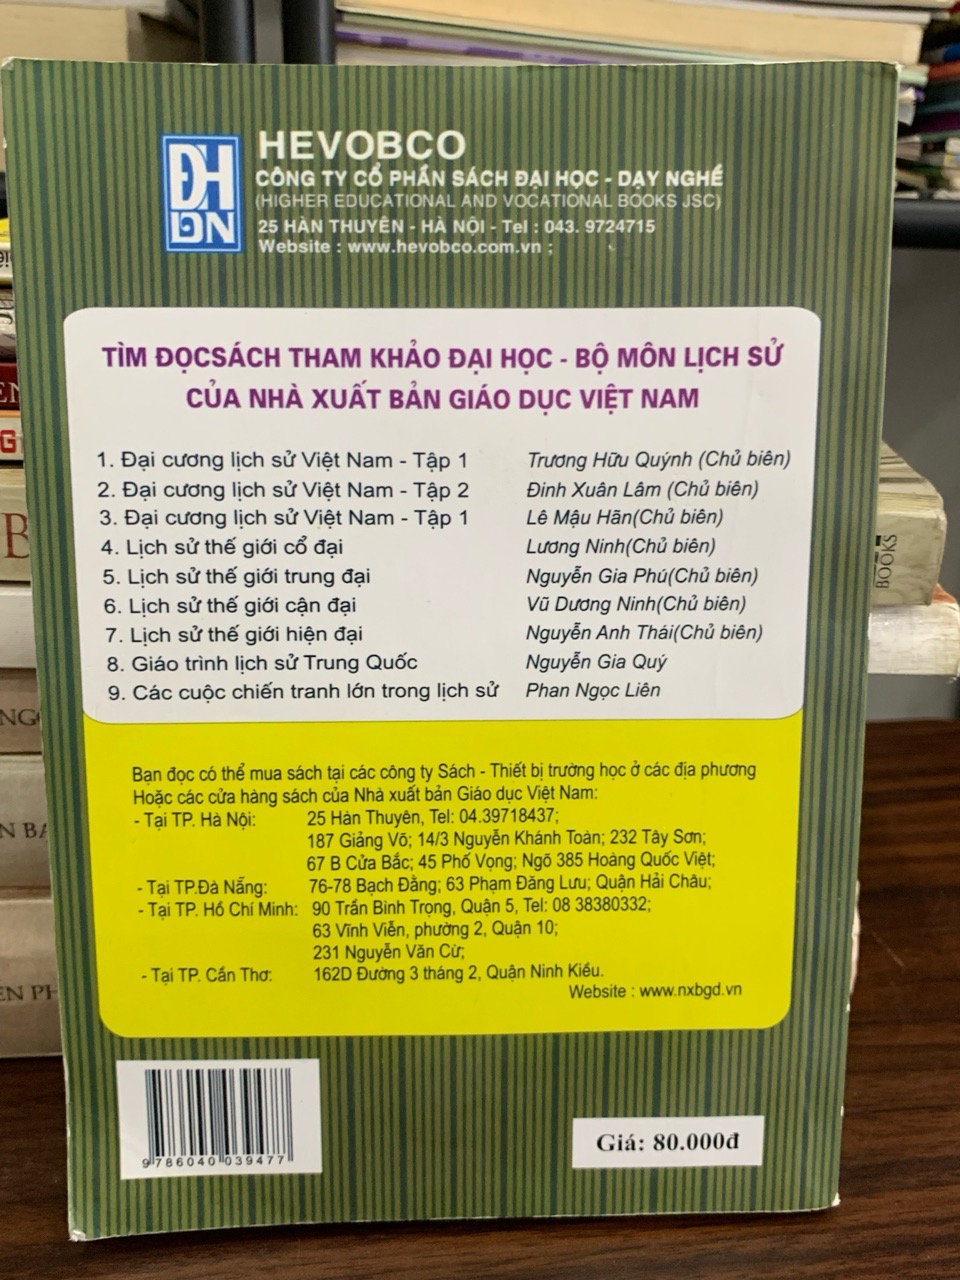 ĐH
DN
HEVOBCO
CÔNG TY CỔ PHẦN SÁCH ĐẠI HỌC - DẠY NGHỀ
(HIGHER EDUCATIONAL AND VOCATIONAL BOOKS JSC)
25 HÀN THUYÊN - HÀ NỘI - Tel : 043. 9724715
Website : www.hevobco.com.vn ;
TÌM ĐỌCSÁCH THAM KHẢO ĐẠI HỌC - BỘ MÔN LỊCH SỬ
CỦA NHÀ XUẤT BẢN GIÁO DỤC VIỆT NAM
1. Đại cương lịch sử Việt Nam - Tập 1 Trương Hữu Quýnh (Chủ biên)
2. Đại cương lịch sử Việt Nam - Tập 2 Đinh Xuân Lâm (Chủ biên)
3. Đại cương lịch sử Việt Nam - Tập 1 Lê Mậu Hãn(Chủ biên)
4. Lịch sử thế giới cổ đại Lương Ninh(Chủ biên)
5. Lịch sử thế giới trung đại Nguyễn Gia Phú(Chủ biên)
6. Lịch sử thế giới cận đại Vũ Dương Ninh(Chủ biên)
7. Lịch sử thế giới hiện đại Nguyễn Anh Thái(Chủ biên)
8. Giáo trình lịch sử Trung Quốc Nguyễn Gia Quý
9. Các cuộc chiến tranh lớn trong lịch sử Phan Ngọc Liên
Bạn đọc có thể mua sách tại các công ty Sách - Thiết bị trường học ở các địa phương
Hoặc các cửa hàng sách của Nhà xuất bản Giáo dục Việt Nam:
- Tại TP. Hà Nội: 25 Hàn Thuyên, Tel: 04.39718437;
187 Giảng Võ; 14/3 Nguyễn Khánh Toàn; 232 Tây Sơn;
67 B Cửa Bắc; 45 Phố Vọng; Ngõ 385 Hoàng Quốc Việt;
- Tại TP.Đà Nẵng: 76-78 Bạch Đằng; 63 Phạm Đăng Lưu; Quận Hải Châu;
- Tại TP. Hồ Chí Minh: 90 Trần Bình Trọng, Quận 5, Tel: 08 38380332;
63 Vĩnh Viễn, phường 2, Quận 10;
231 Nguyễn Văn Cừ;
- Tại TP. Cần Thơ: 162D Đường 3 tháng 2, Quận Ninh Kiều.
Website : www.nxbgd.vn
9 786040 039477
Giá: 80.000đ
BOOKS